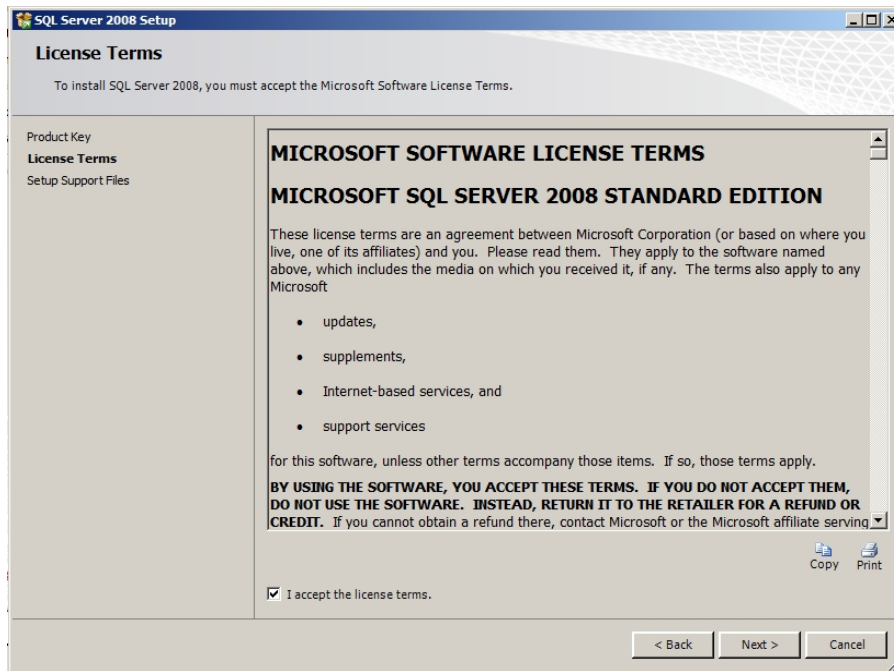 SQL Server 2008 Setup
License Terms
To install SQL Server 2008, you must accept the Microsoft Software License Terms.
Product Key
License Terms
Setup Support Files
MICROSOFT SOFTWARE LICENSE TERMS
MICROSOFT SQL SERVER 2008 STANDARD EDITION
These license terms are an agreement between Microsoft Corporation (or based on where you
live, one of its affiliates) and you.  Please read them.  They apply to the software named
above, which includes the media on which you received it, if any.  The terms also apply to any
Microsoft
• updates,
• supplements,
• Internet-based services, and
• support services
for this software, unless other terms accompany those items.  If so, those terms apply.
BY USING THE SOFTWARE, YOU ACCEPT THESE TERMS.  IF YOU DO NOT ACCEPT THEM,
DO NOT USE THE SOFTWARE.  INSTEAD, RETURN IT TO THE RETAILER FOR A REFUND OR
CREDIT.  If you cannot obtain a refund there, contact Microsoft or the Microsoft affiliate serving
Copy Print
I accept the license terms.
< Back Next > Cancel